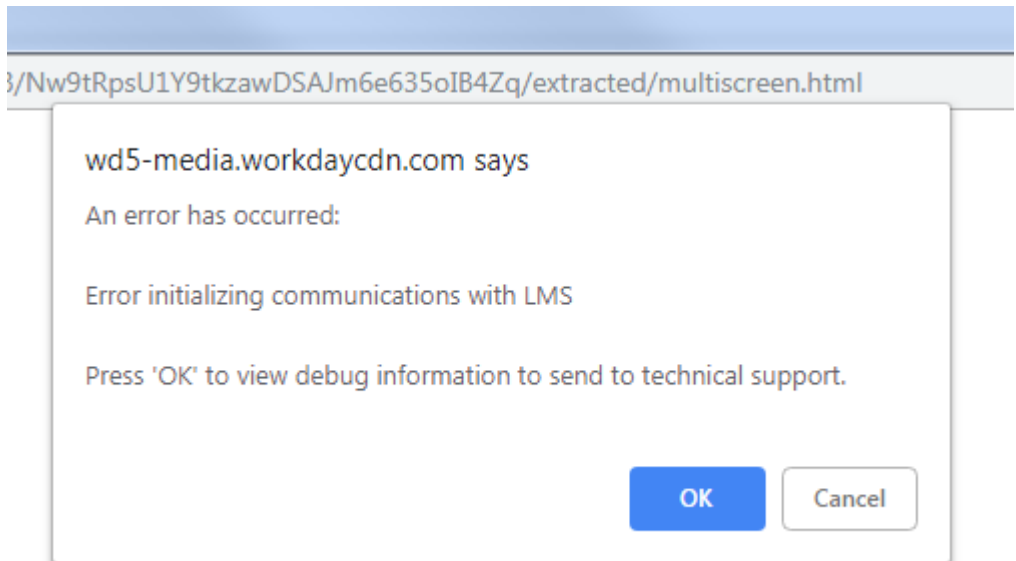 3/Nw9tRpsU1Y9tkzawDSAJm6e635oIB4Zq/extracted/multiscreen.html
wd5-media.workdaycdn.com says
An error has occurred:
Error initializing communications with LMS
Press 'OK' to view debug information to send to technical support.
OK
Cancel